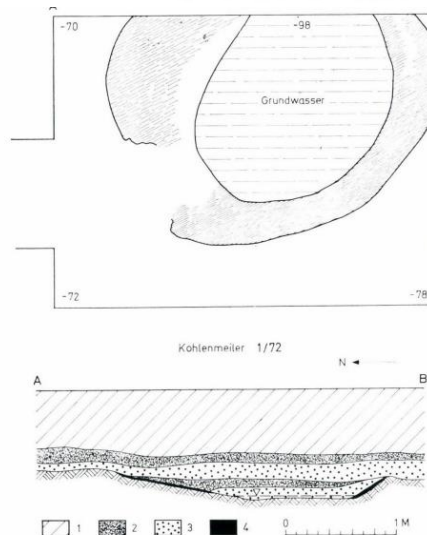 -70 -98
Grundwasser
-72 -78
Kohlenmeiler 1/72
N
A B
1 2 3 4 0 1 M